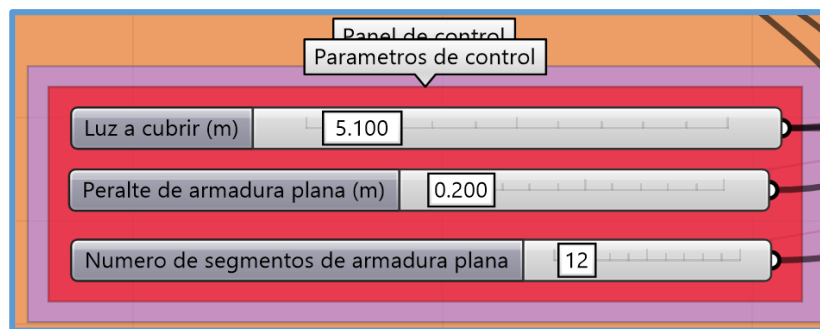 Panel de control
Parametros de control
Luz a cubrir (m) 5.100
Peralte de armadura plana (m) 0.200
Numero de segmentos de armadura plana 12